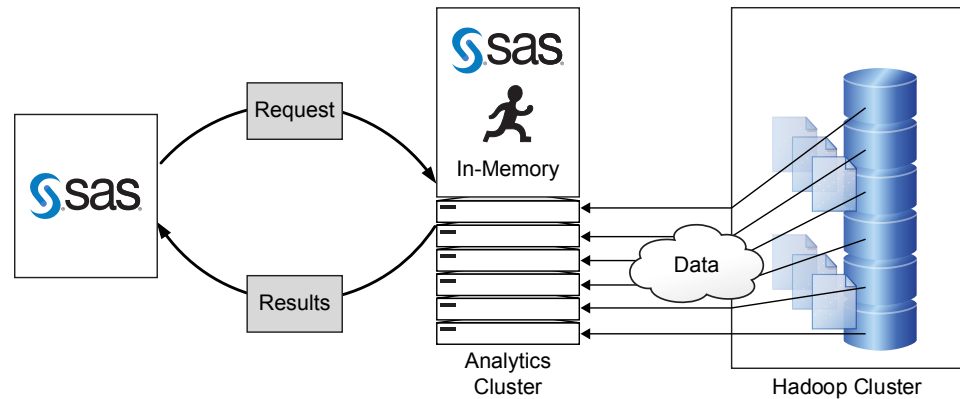 sas
Request
Results
sas
In-Memory
Analytics
Cluster
Data
Hadoop Cluster